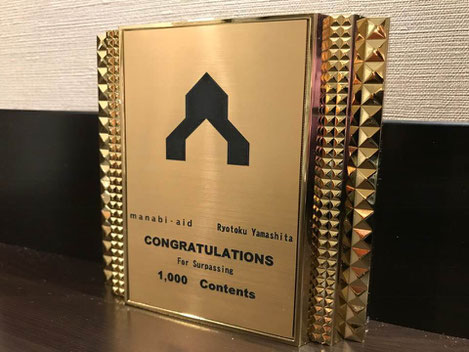 manabi-aid Ryotoku Yamashita
CONGRATULATIONS
For Surpassing
1,000 Contents